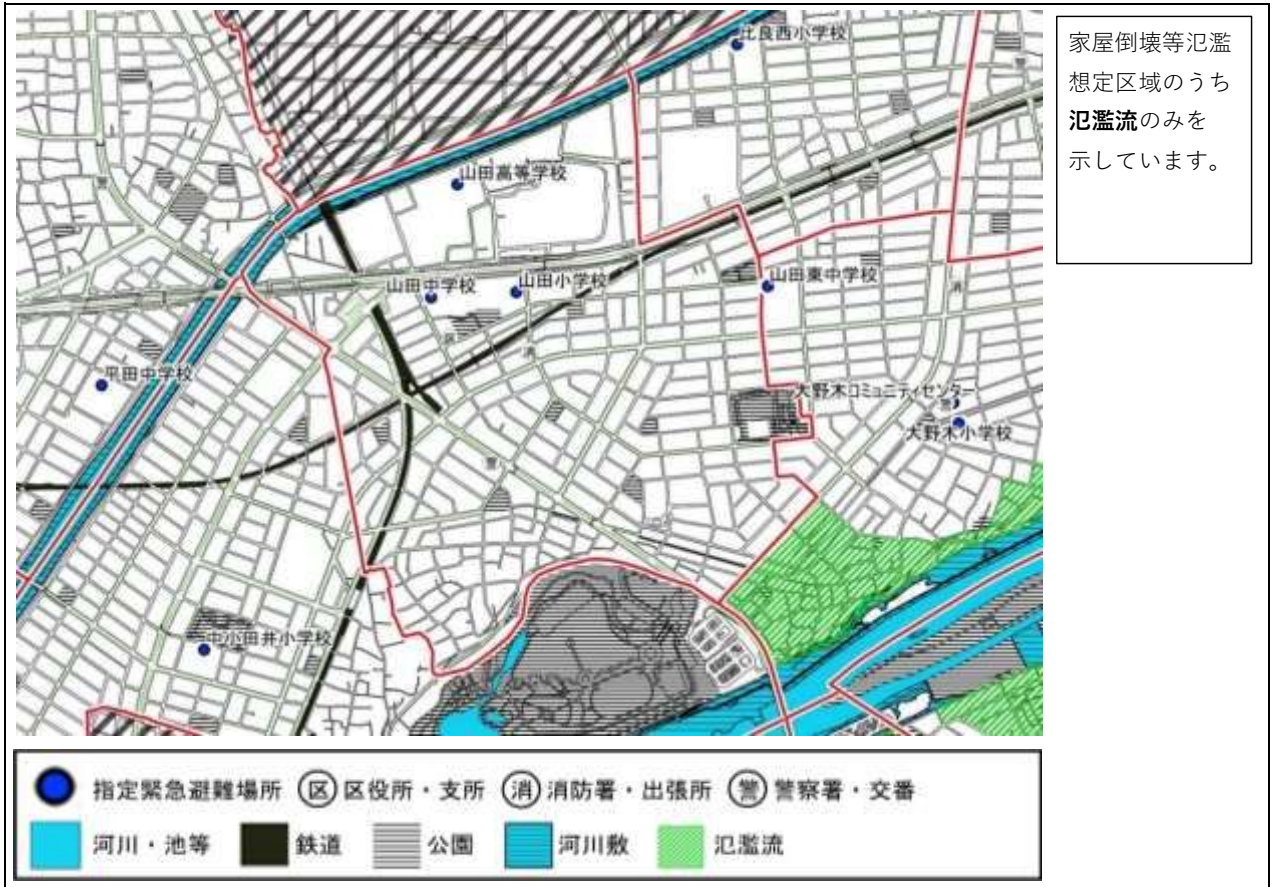 比良西小学校
山田高等学校
山田中学校
山田小学校
山田東中学校
平田中学校
大野木コミュニティセンター
大野木小学校
中小田井小学校
警
警
区
消
消
警
家屋倒壊等氾濫
想定区域のうち
氾濫流のみを
示しています。
指定緊急避難場所 区 区役所・支所 消 消防署・出張所 警 警察署・交番
河川・池等 鉄道 公園 河川敷 氾濫流